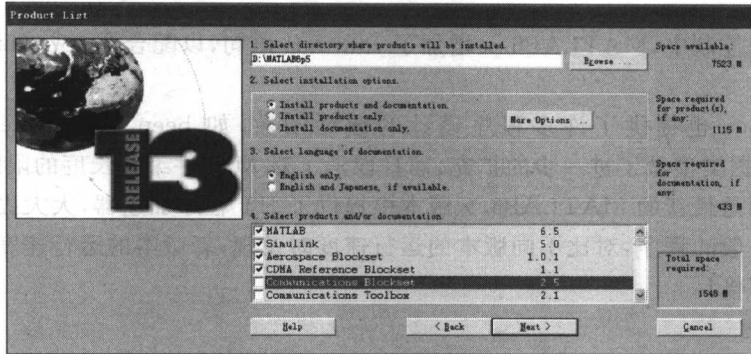 Product List
RELEASE
13
1. Select directory where products will be installed.
D:\MATLAB6p5
Browse ...
Space available:
7523 M
2. Select installation options.
Install products and documentation.
Install products only.
Install documentation only.
More Options ..
Space required
for product(s),
if any:
1115 M
3. Select language of documentation.
English only.
English and Japanese, if available.
Space required
for
documentation, if
any:
433 M
4. Select products and/or documentation.
MATLAB 6.5
Simulink 5.0
Aerospace Blockset 1.0.1
CDMA Reference Blockset 1.1
Communications Blockset 2.5
Communications Toolbox 2.1
Total space
required:
1548 M
Help
< Back
Next >
Cancel